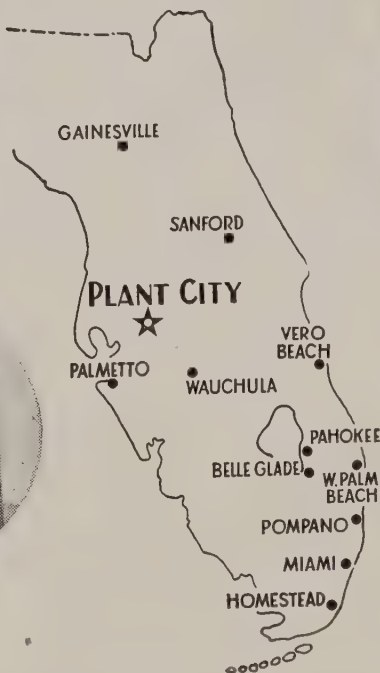 GAINESVILLE
SANFORD
PLANT CITY
VERO
BEACH
PALMETTO
WAUCHULA
PAHOKEE
BELLE GLADE
W. PALM
BEACH
POMPANO
MIAMI
HOMESTEAD